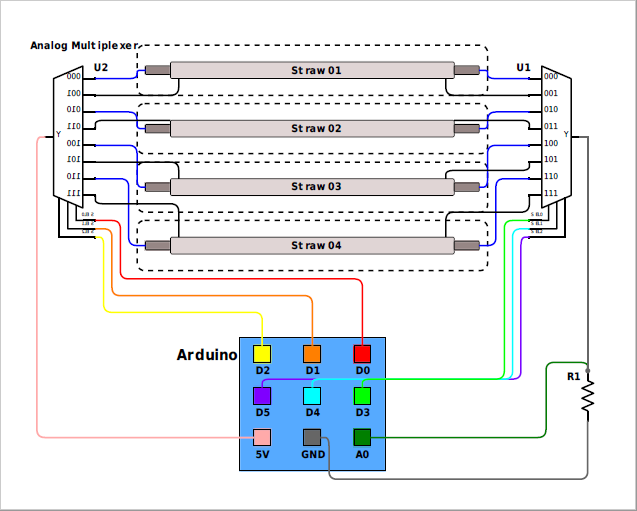 Analog Multiplexer
U2
U1
Straw 01
000
001
010
011
100
101
110
111
Y
000
001
010
011
100
101
110
111
Y
Straw 02
Straw 03
Straw 04
Arduino
D2
D1
D0
D5
D4
D3
5V
GND
A0
R1